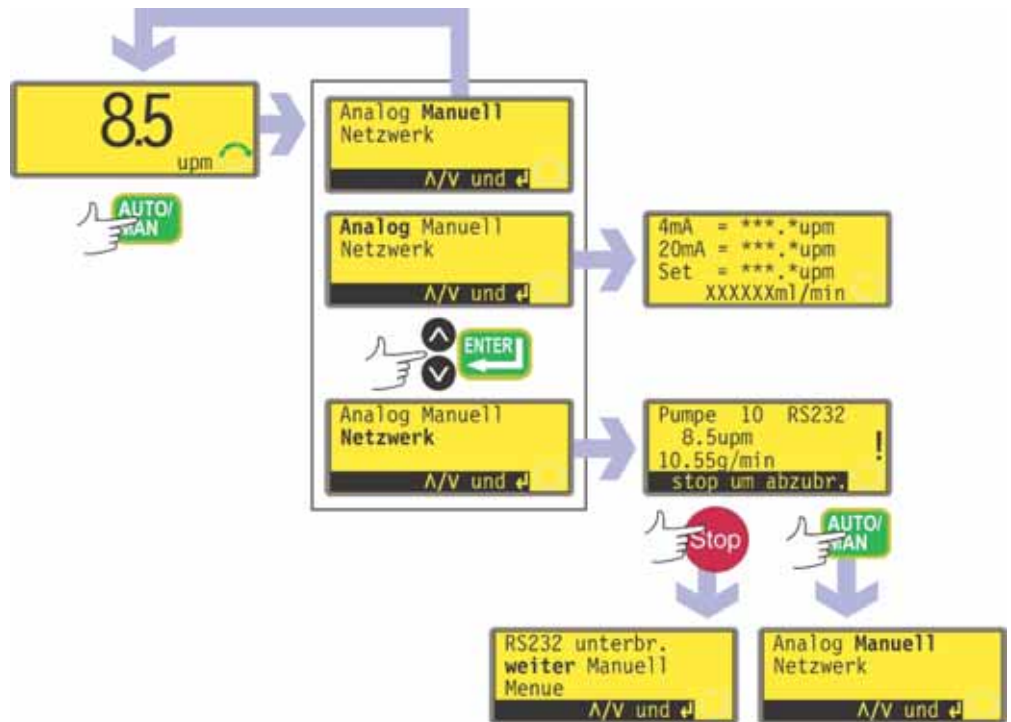 8.5
upm
AUTO/
MAN
Analog Manuell
Netzwerk
Λ/V und ↵
Analog Manuell
Netzwerk
Λ/V und ↵
4mA = ***.*upm
20mA = ***.*upm
Set = ***.*upm
XXXXXXml/min
ENTER
Analog Manuell
Netzwerk
Λ/V und ↵
Pumpe 10 RS232
8.5upm
!
10.55g/min
stop um abzubr.
Stop
AUTO/
MAN
RS232 unterbr.
weiter Manuell
Menue
Λ/V und ↵
Analog Manuell
Netzwerk
Λ/V und ↵